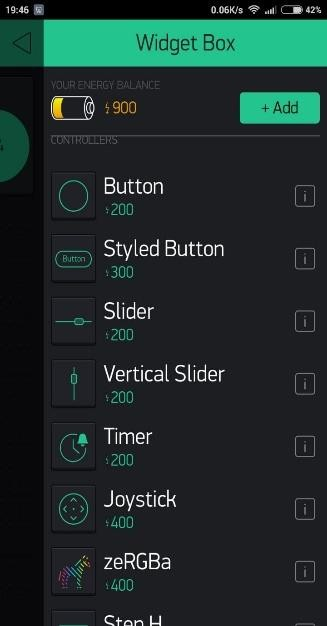 19:46 0.06K/s 42%
Widget Box
YOUR ENERGY BALANCE
900
+ Add
CONTROLLERS
Button
200
i
Button
Styled Button
300
i
Slider
200
i
Vertical Slider
200
i
Timer
200
i
Joystick
400
i
zeRGBa
400
i
Step H